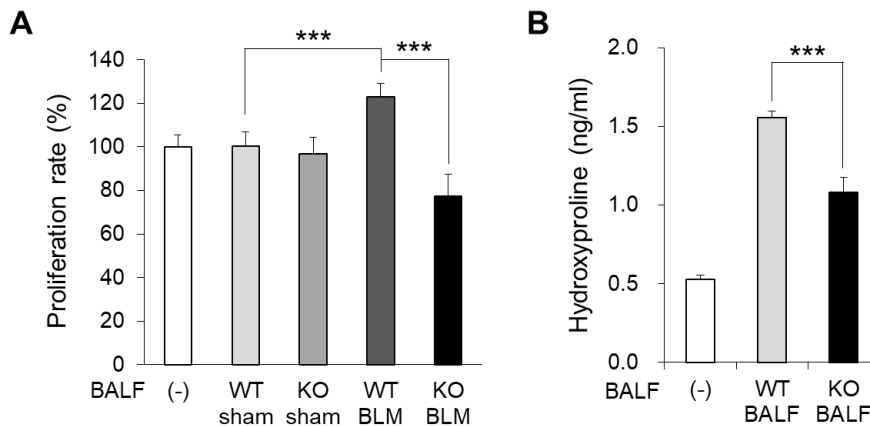 A
Proliferation rate (%)
140
120
100
80
60
40
20
0
***
***
BALF (-) WT KO WT KO
sham sham BLM BLM
B
Hydroxyproline (ng/ml)
2.0
1.5
1.0
0.5
0.0
***
BALF (-) WT KO
BALF BALF